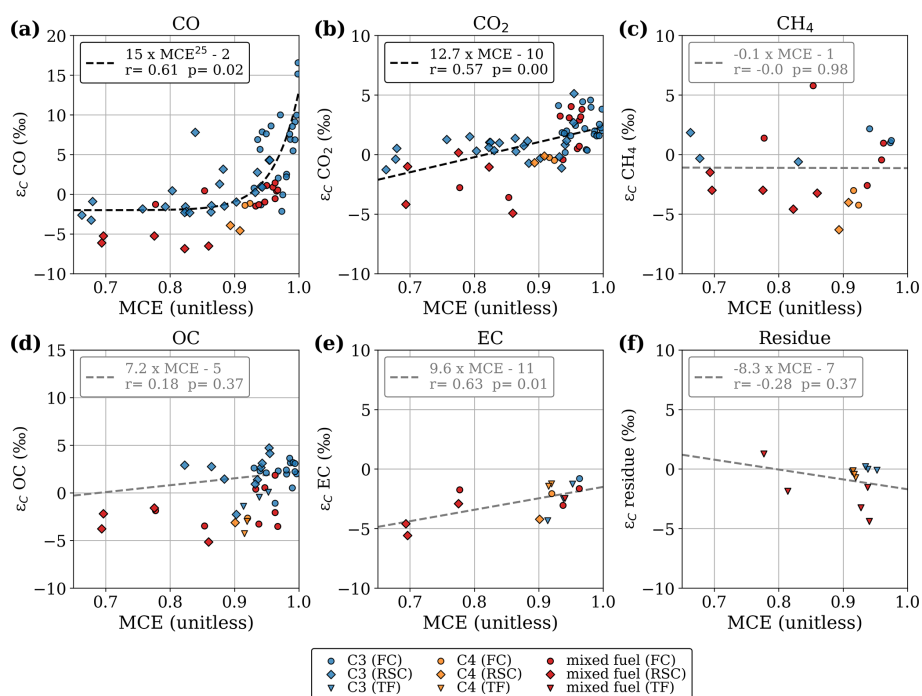 (a) CO
20
15
10
5
0
−5
−10
ε_C CO (‰)
15 x MCE²⁵ - 2
r= 0.61 p= 0.02
0.7 0.8 0.9 1.0
MCE (unitless)
(b) CO₂
10
5
0
−5
−10
ε_C CO₂ (‰)
12.7 x MCE - 10
r= 0.57 p= 0.00
0.7 0.8 0.9 1.0
MCE (unitless)
(c) CH₄
10
5
0
−5
−10
ε_C CH₄ (‰)
-0.1 x MCE - 1
r= -0.0 p= 0.98
0.7 0.8 0.9 1.0
MCE (unitless)
(d) OC
15
10
5
0
−5
−10
ε_C OC (‰)
7.2 x MCE - 5
r= 0.18 p= 0.37
0.7 0.8 0.9 1.0
MCE (unitless)
(e) EC
10
5
0
−5
−10
ε_C EC (‰)
9.6 x MCE - 11
r= 0.63 p= 0.01
0.7 0.8 0.9 1.0
MCE (unitless)
(f) Residue
10
5
0
−5
−10
ε_C residue (‰)
-8.3 x MCE - 7
r= -0.28 p= 0.37
0.7 0.8 0.9 1.0
MCE (unitless)
C3 (FC) C4 (FC) mixed fuel (FC)
C3 (RSC) C4 (RSC) mixed fuel (RSC)
C3 (TF) C4 (TF) mixed fuel (TF)